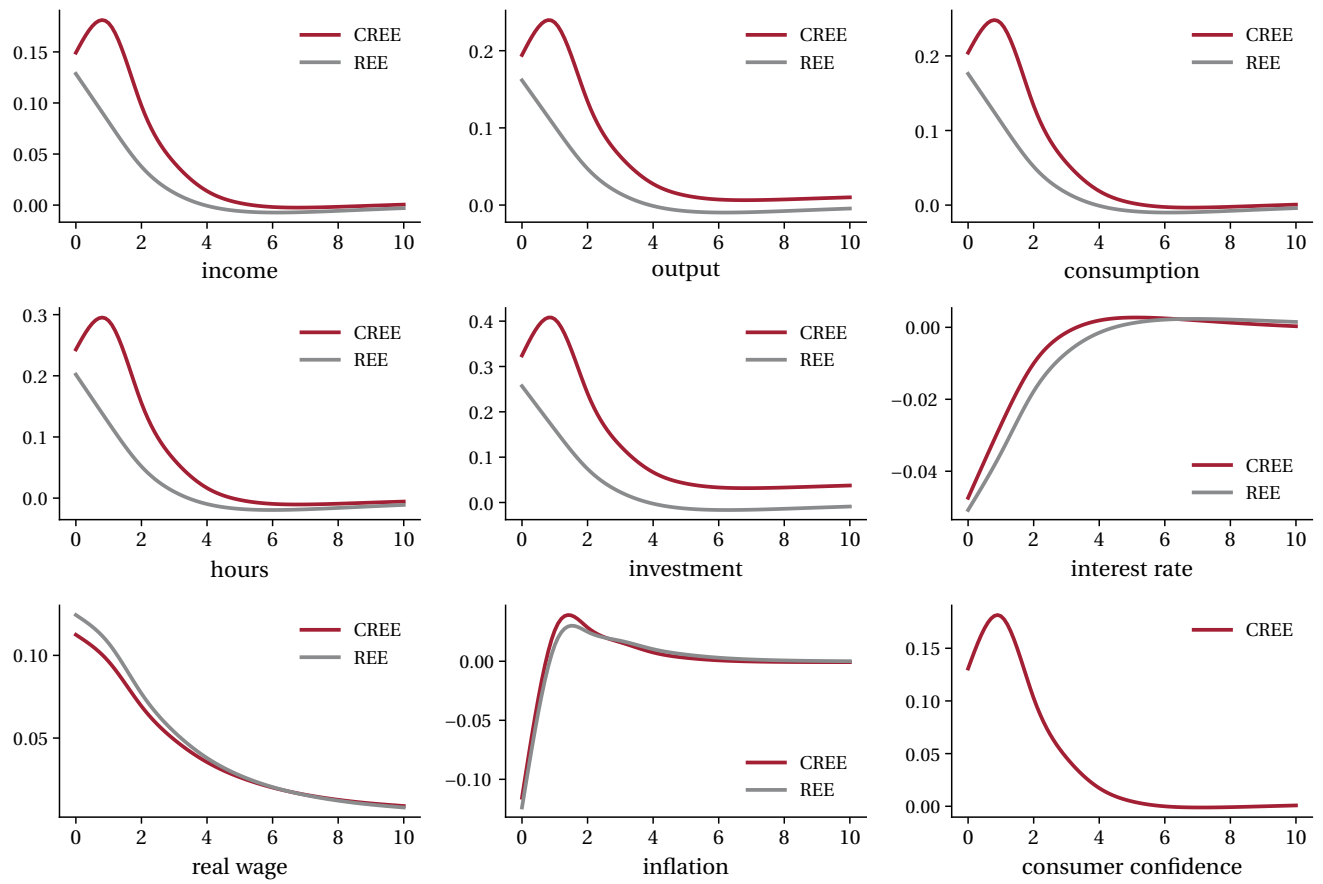 0.15
0.10
0.05
0.00
CREE
REE
0 2 4 6 8 10
income
0.2
0.1
0.0
CREE
REE
0 2 4 6 8 10
output
0.2
0.1
0.0
CREE
REE
0 2 4 6 8 10
consumption
0.3
0.2
0.1
0.0
CREE
REE
0 2 4 6 8 10
hours
0.4
0.3
0.2
0.1
0.0
CREE
REE
0 2 4 6 8 10
investment
0.00
−0.02
−0.04
CREE
REE
0 2 4 6 8 10
interest rate
0.10
0.05
CREE
REE
0 2 4 6 8 10
real wage
0.00
−0.05
−0.10
CREE
REE
0 2 4 6 8 10
inflation
0.15
0.10
0.05
0.00
CREE
0 2 4 6 8 10
consumer confidence